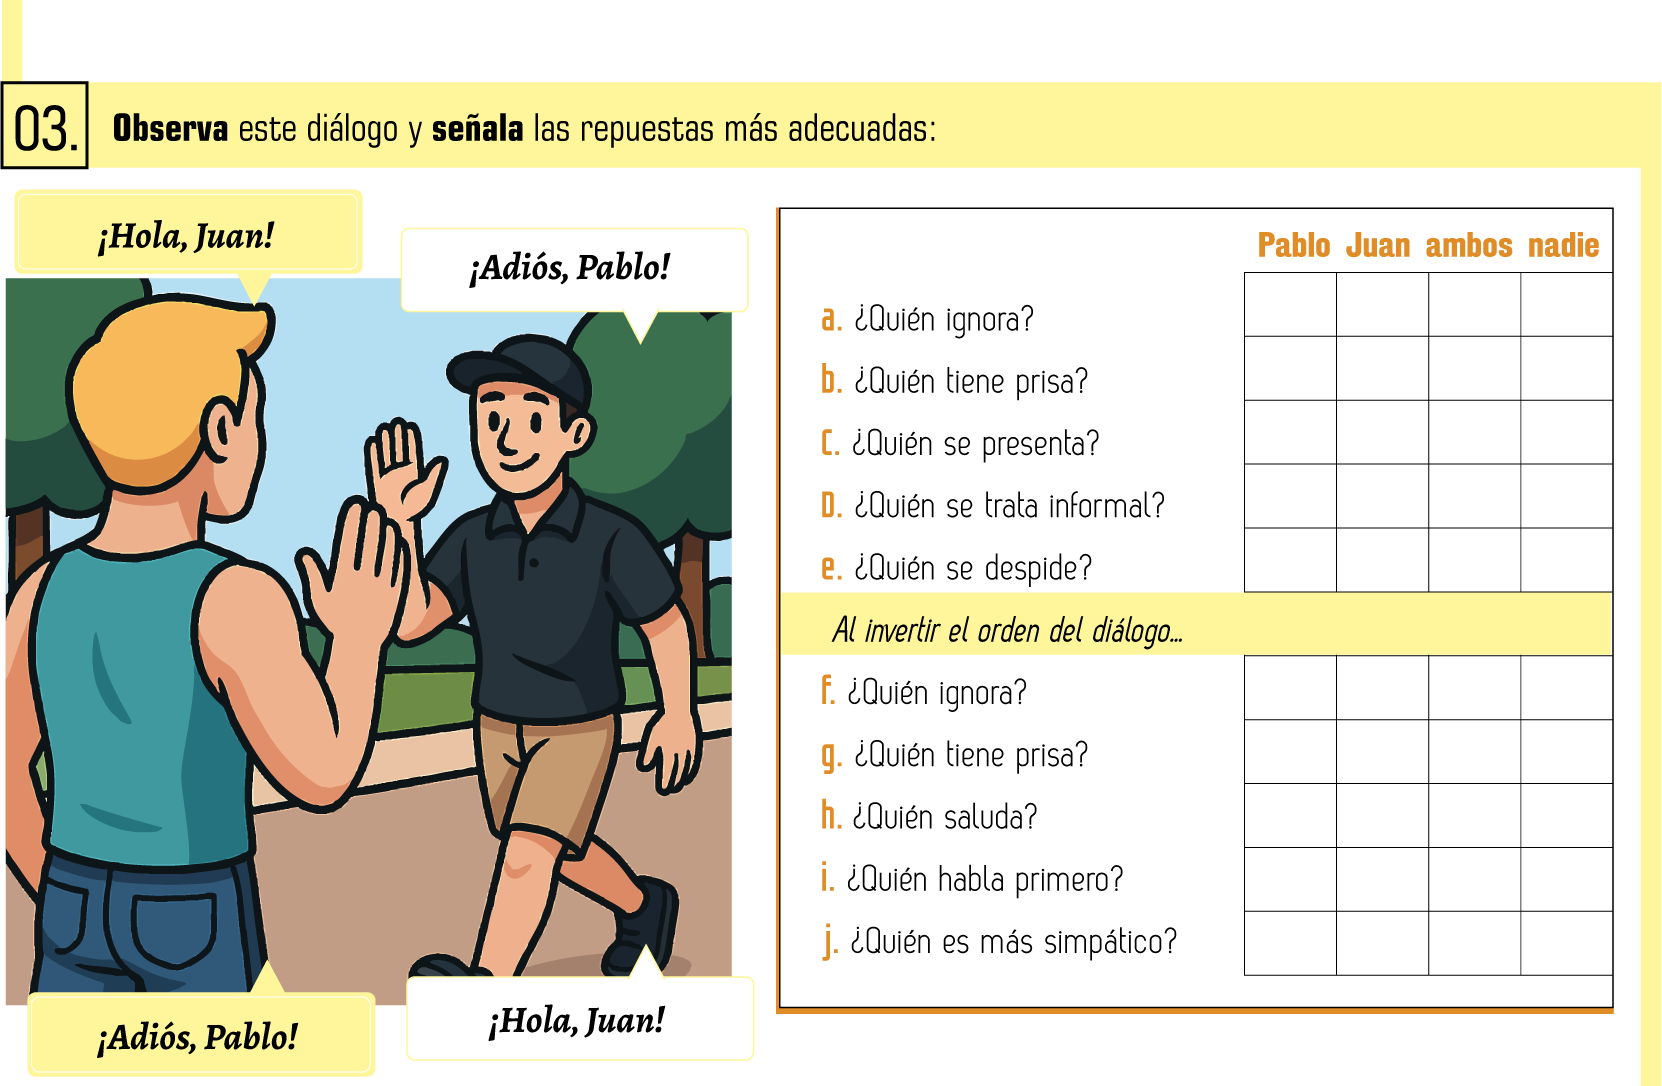 03.
Observa este diálogo y señala las repuestas más adecuadas:
¡Hola, Juan!
¡Adiós, Pablo!
¡Adiós, Pablo!
¡Hola, Juan!
Pablo Juan ambos nadie
a. ¿Quién ignora?
b. ¿Quién tiene prisa?
c. ¿Quién se presenta?
D. ¿Quién se trata informal?
e. ¿Quién se despide?
Al invertir el orden del diálogo...
f. ¿Quién ignora?
g. ¿Quién tiene prisa?
h. ¿Quién saluda?
i. ¿Quién habla primero?
j. ¿Quién es más simpático?